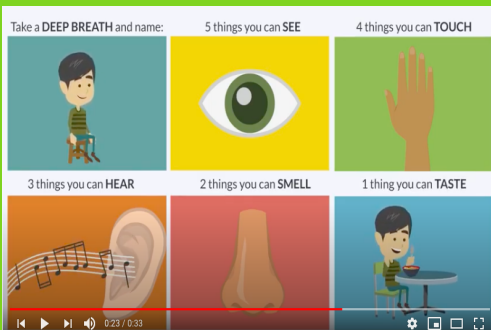 Take a DEEP BREATH and name:
5 things you can SEE
4 things you can TOUCH
3 things you can HEAR
2 things you can SMELL
1 thing you can TASTE
0:23 / 0:33